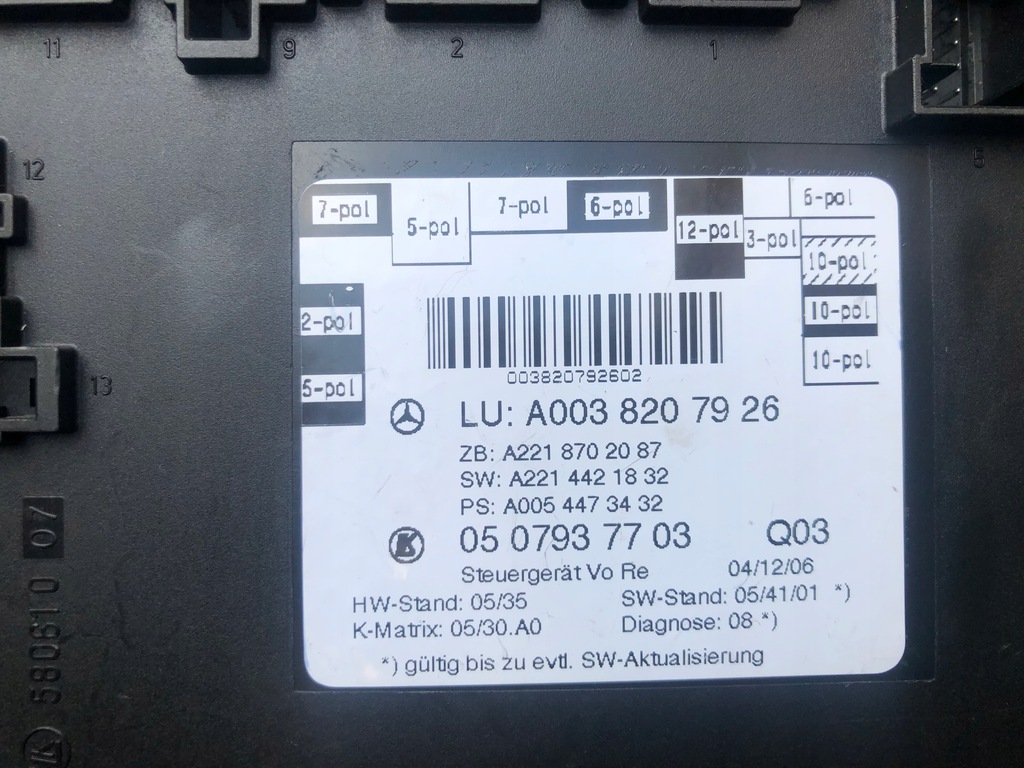 11
9
2
1
5
12
7-pol
5-pol
7-pol
6-pol
12-pol
3-pol
6-pol
10-pol
10-pol
10-pol
2-pol
5-pol
13
003820792602
LU: A003 820 79 26
ZB: A221 870 20 87
SW: A221 442 18 32
PS: A005 447 34 32
05 0793 77 03 Q03
Steuergerät Vo Re 04/12/06
HW-Stand: 05/35 SW-Stand: 05/41/01 *)
K-Matrix: 05/30.A0 Diagnose: 08 *)
*) gültig bis zu evtl. SW-Aktualisierung
580610 07